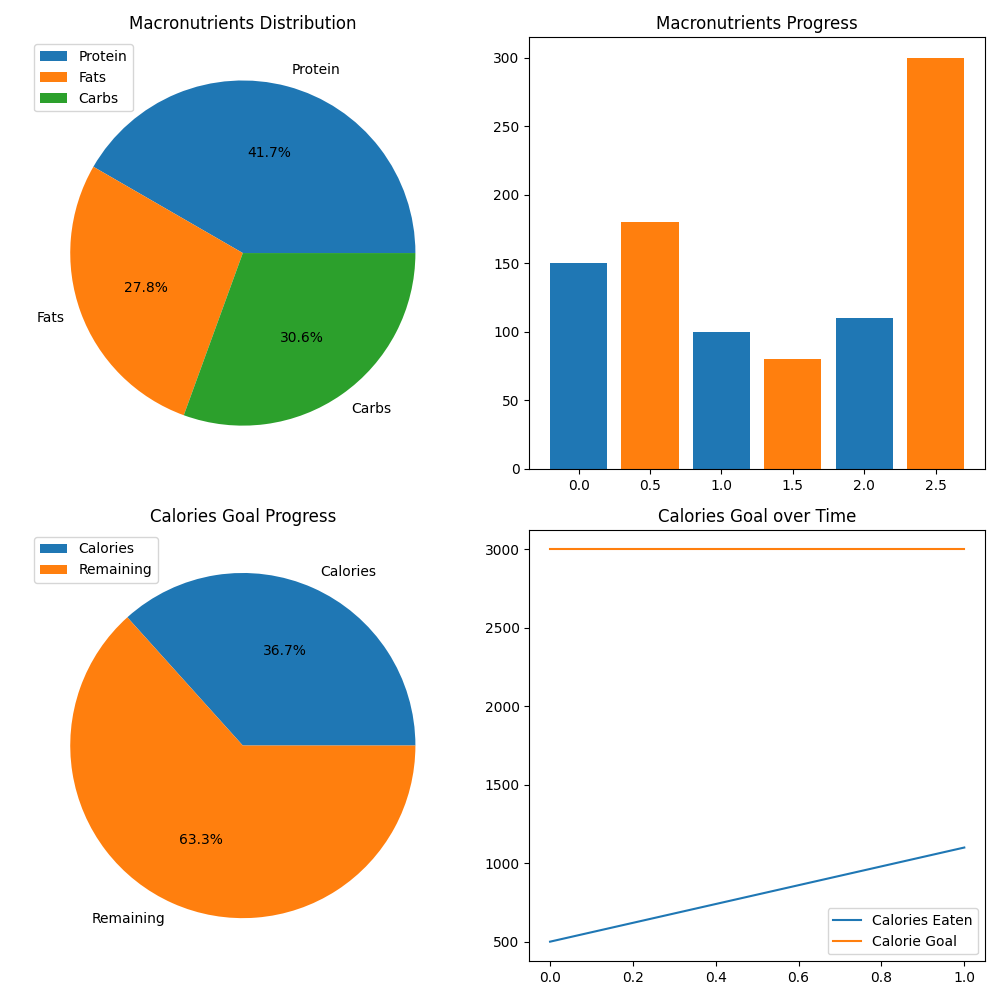 Macronutrients Distribution
Protein
Fats
Carbs
Protein
41.7%
27.8%
Fats
30.6%
Carbs
Macronutrients Progress
300
250
200
150
100
50
0
0.0 0.5 1.0 1.5 2.0 2.5
Calories Goal Progress
Calories
Remaining
Calories
36.7%
63.3%
Remaining
Calories Goal over Time
3000
2500
2000
1500
1000
500
Calories Eaten
Calorie Goal
0.0 0.2 0.4 0.6 0.8 1.0